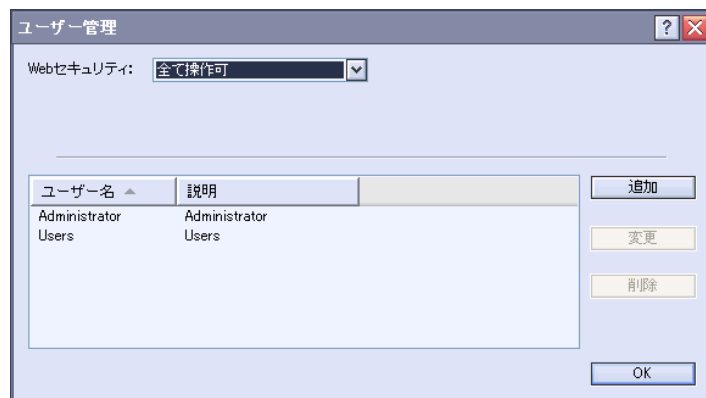 ユーザー管理
?
X
Webセキュリティ: 全て操作可
ユーザー名 説明
追加
Administrator Administrator
Users Users
変更
削除
OK